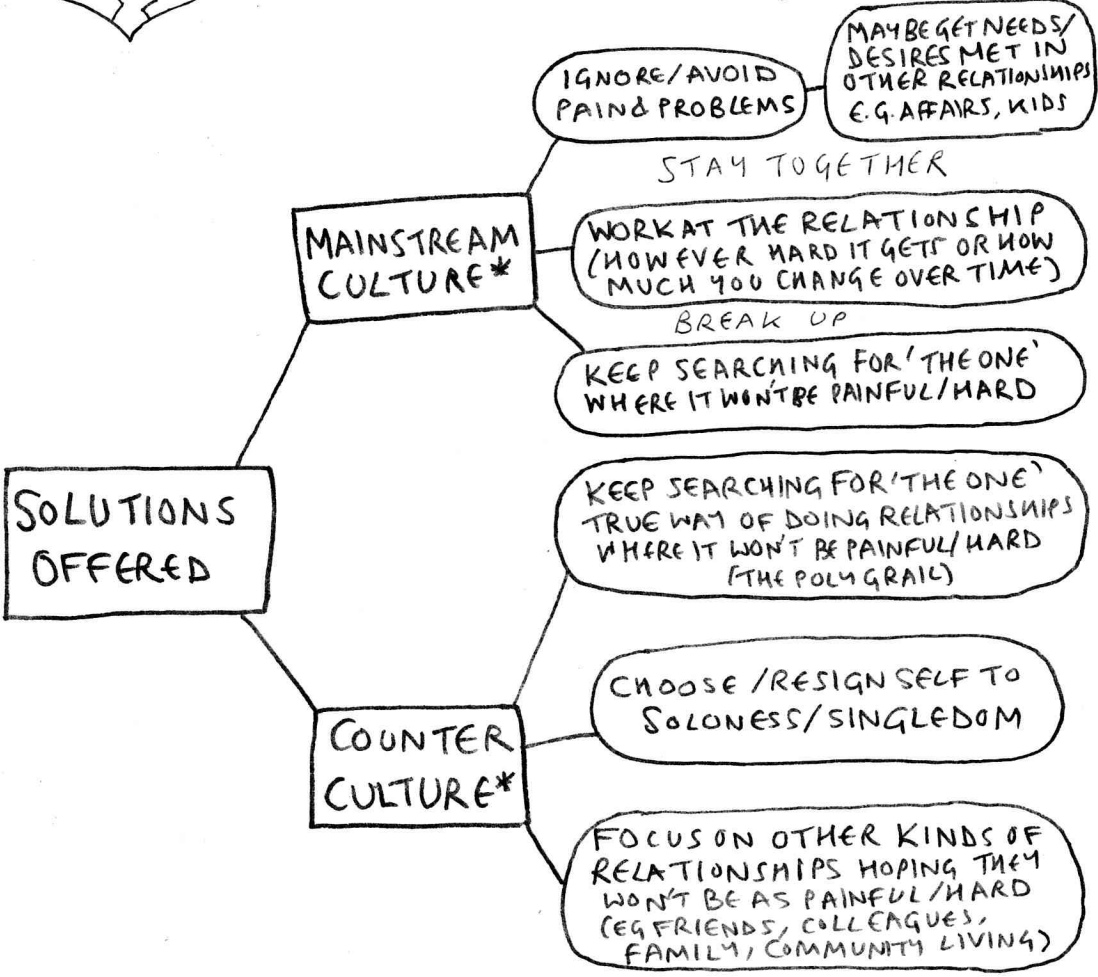 IGNORE/AVOID
PAIN & PROBLEMS
MAYBE GET NEEDS/
DESIRES MET IN
OTHER RELATIONSHIPS
E.G. AFFAIRS, KIDS
STAY TOGETHER
MAINSTREAM
CULTURE*
WORK AT THE RELATIONSHIP
(HOWEVER HARD IT GETS OR HOW
MUCH YOU CHANGE OVER TIME)
BREAK UP
KEEP SEARCHING FOR 'THE ONE'
WHERE IT WON'T BE PAINFUL/HARD
SOLUTIONS
OFFERED
KEEP SEARCHING FOR 'THE ONE'
TRUE WAY OF DOING RELATIONSHIPS
WHERE IT WON'T BE PAINFUL/HARD
(THE POLY GRAIL)
COUNTER
CULTURE*
CHOOSE/RESIGN SELF TO
SOLONESS/SINGLEDOM
FOCUS ON OTHER KINDS OF
RELATIONSHIPS HOPING THEY
WON'T BE AS PAINFUL/HARD
(EG FRIENDS, COLLEAGUES,
FAMILY, COMMUNITY LIVING)